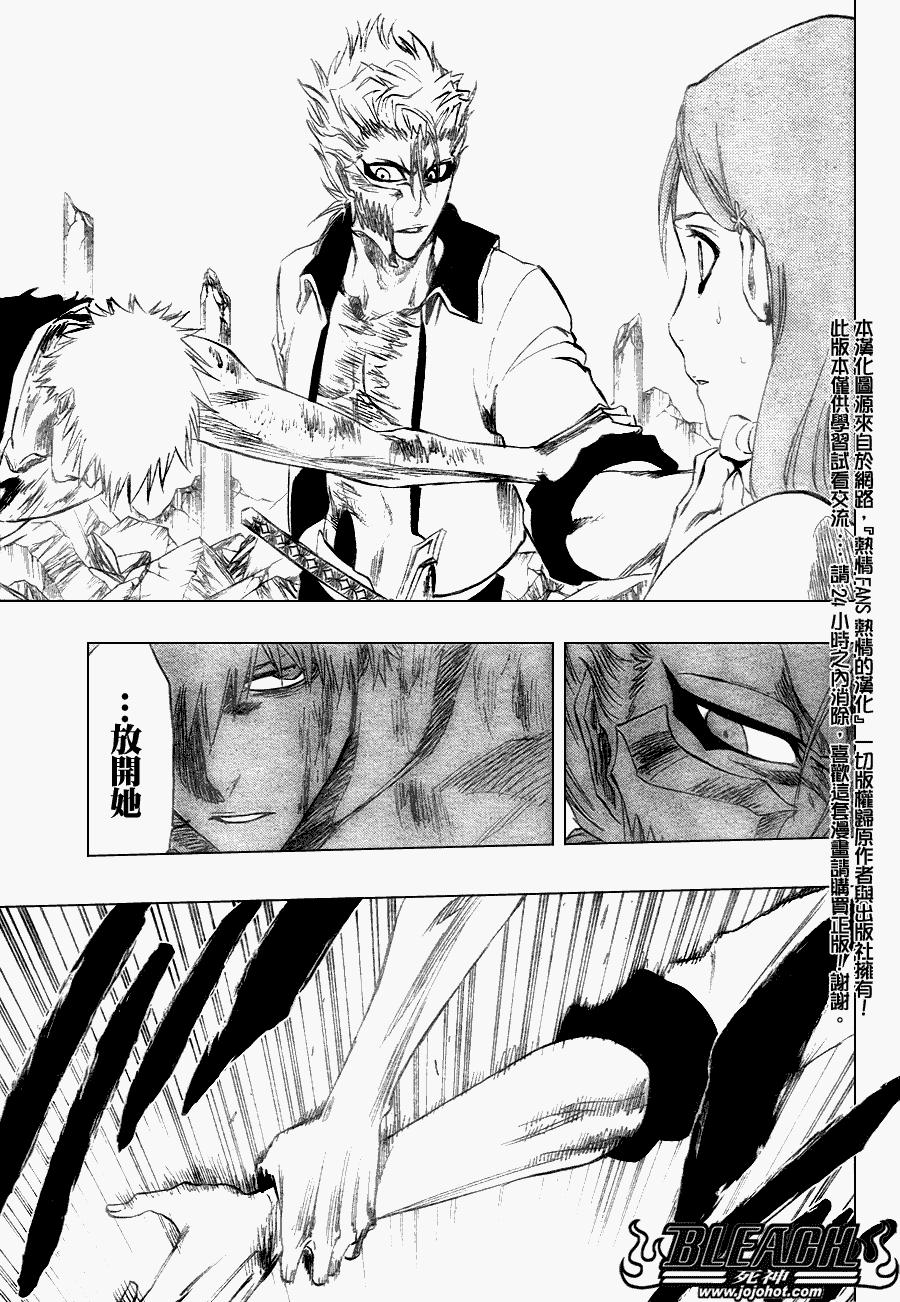 本漢化圖源來自於網路，『熱情FANS熱情的漢化』一切版權歸原作者與出版社擁有！
此版本僅供學習試看交流……請24小時之內消除，喜歡這套漫畫請購買正版！謝謝。
…放開她
BLEACH
死神
www.jojohot.com